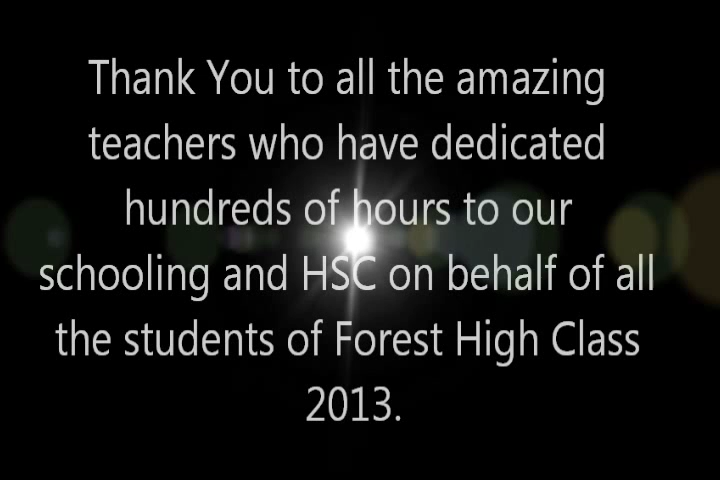 Thank You to all the amazing
teachers who have dedicated
hundreds of hours to our
schooling and HSC on behalf of all
the students of Forest High Class
2013.